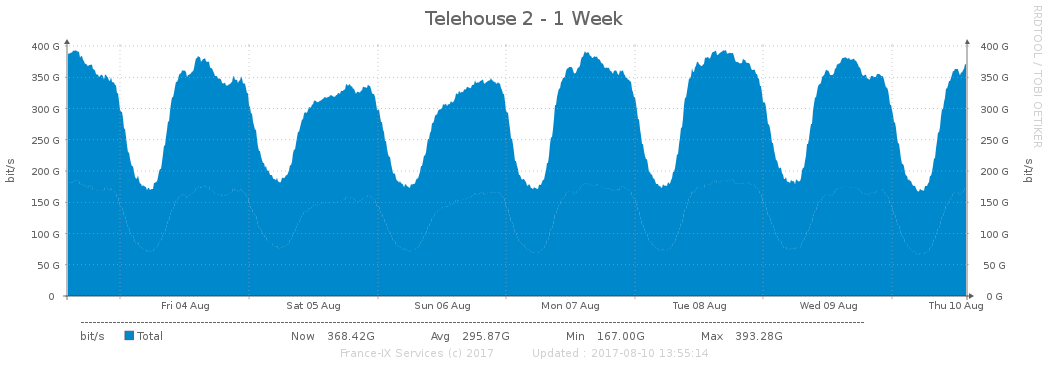 Telehouse 2 - 1 Week
RRDTOOL / TOBI OETIKER
400 G 400 G
350 G 350 G
300 G 300 G
250 G 250 G
200 G 200 G
150 G 150 G
100 G 100 G
50 G 50 G
0 0 G
bit/s bit/s
Fri 04 Aug Sat 05 Aug Sun 06 Aug Mon 07 Aug Tue 08 Aug Wed 09 Aug Thu 10 Aug
bit/s Total Now 368.42G Avg 295.87G Min 167.00G Max 393.28G
France-IX Services (c) 2017 Updated : 2017-08-10 13:55:14